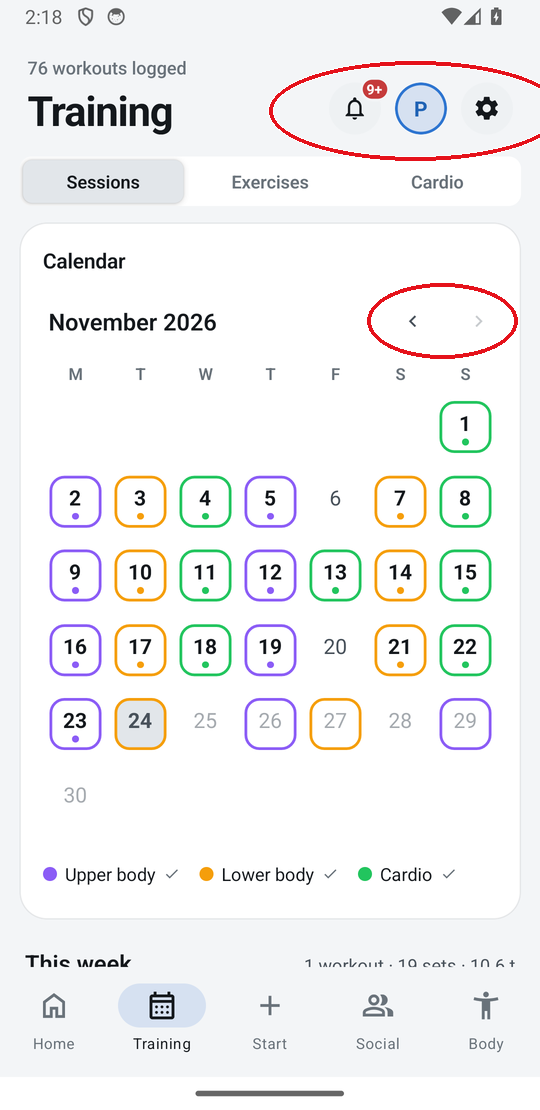 2:18
76 workouts logged
Training
9+
P
Sessions Exercises Cardio
Calendar
November 2026
M T W T F S S
1
2 3 4 5 6 7 8
9 10 11 12 13 14 15
16 17 18 19 20 21 22
23 24 25 26 27 28 29
30
Upper body Lower body Cardio
This week 1 workout · 19 sets · 10.6 t
Home Training Start Social Body